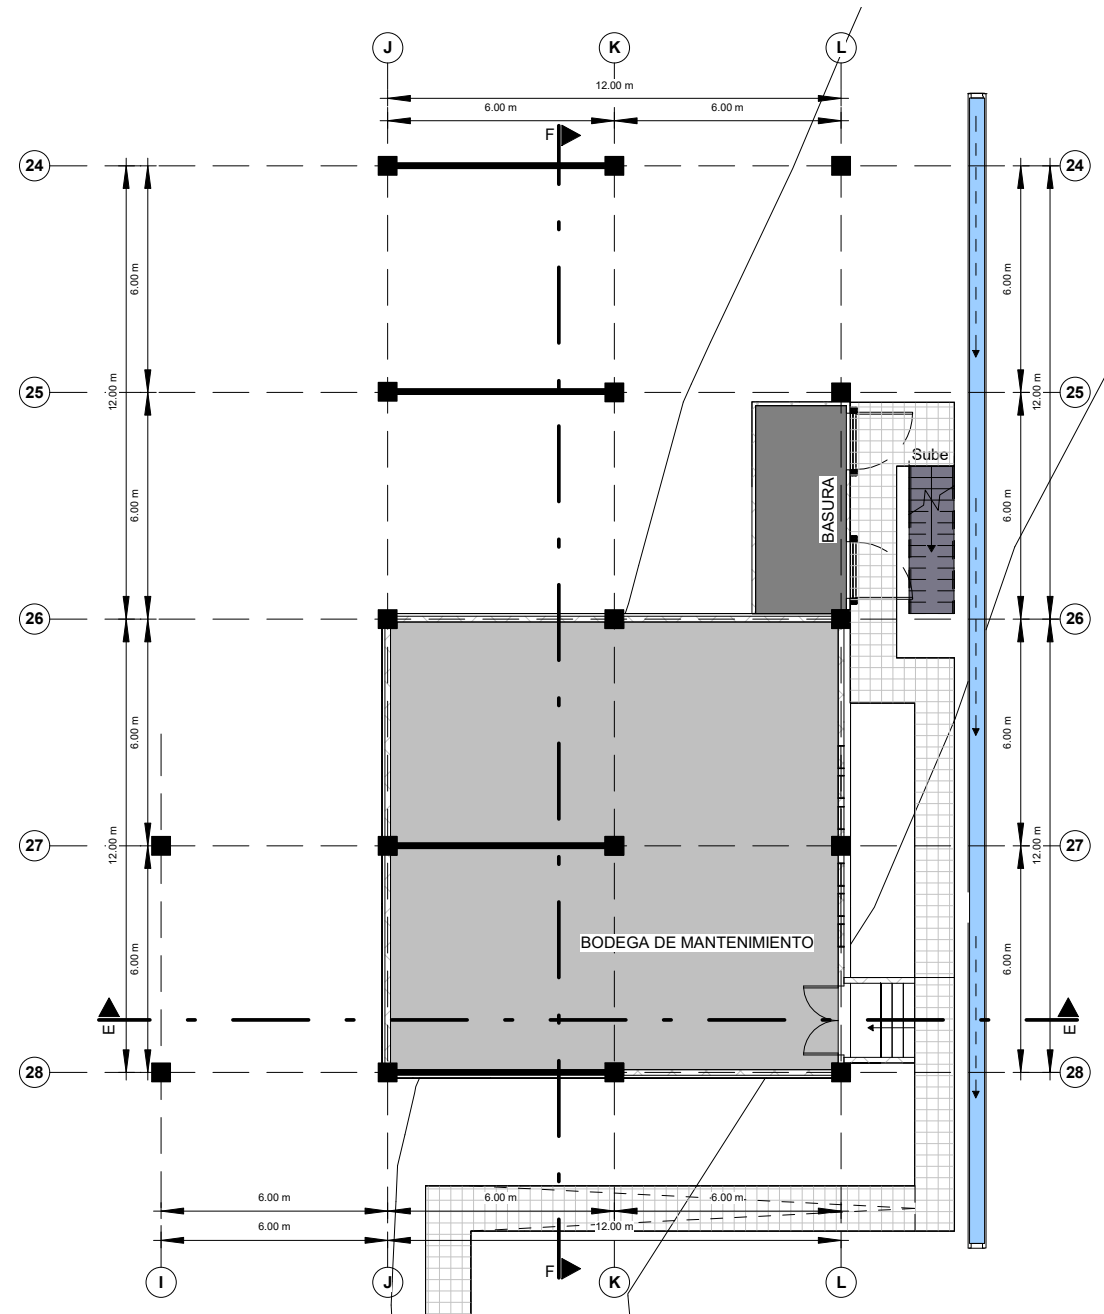 J K L
12.00 m
6.00 m 6.00 m
F
24 24
6.00 m 6.00 m
12.00 m 12.00 m
25 25
Sube
BASURA
6.00 m 6.00 m
26 26
6.00 m 6.00 m
12.00 m 12.00 m
27 27
BODEGA DE MANTENIMIENTO
6.00 m 6.00 m
E E
28 28
6.00 m 6.00 m 6.00 m
6.00 m 12.00 m
F
I J K L